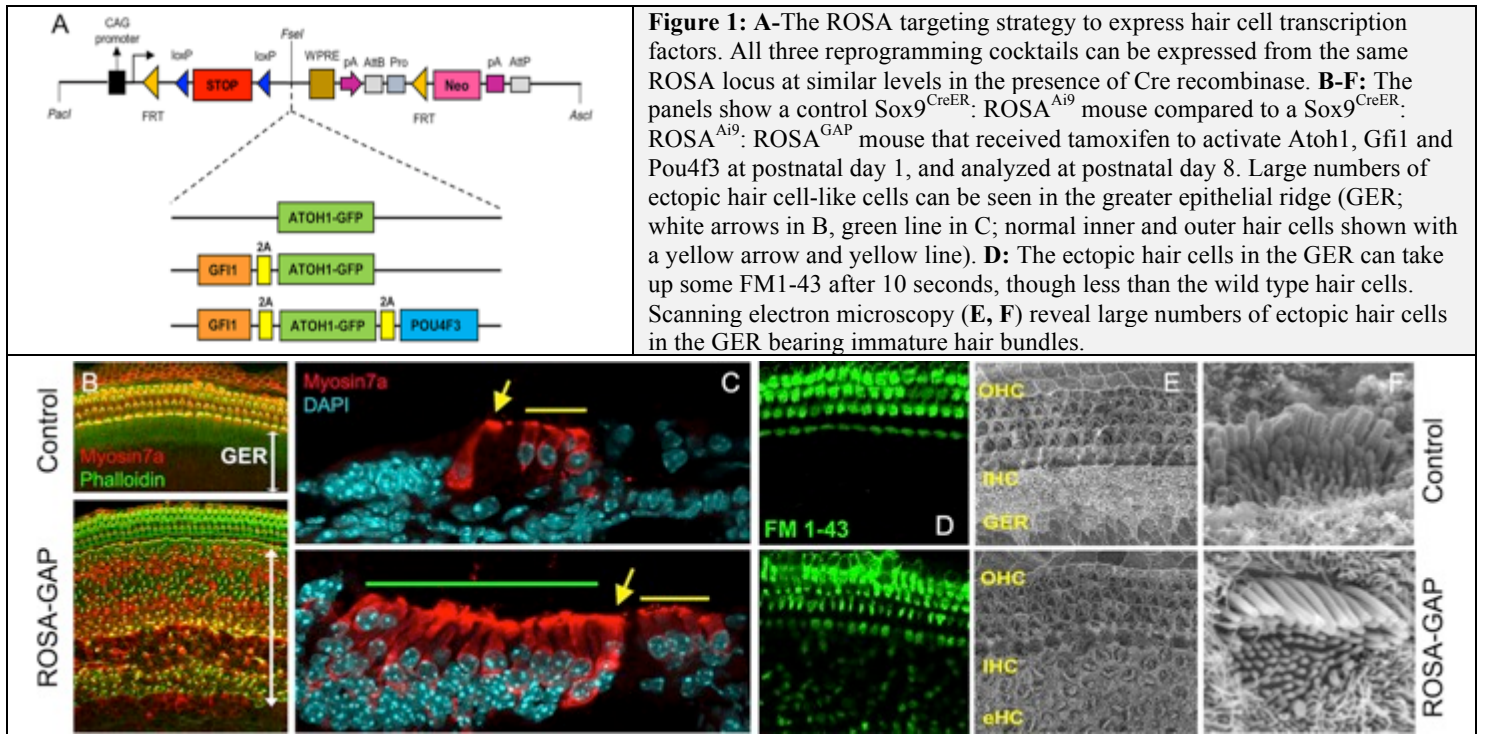 A
CAG
promoter
loxP
STOP
loxP
FseI
WPRE
pA
AttB
Pro
Neo
pA
AttP
PacI
FRT
FRT
AscI
ATOH1-GFP
2A
GFI1
ATOH1-GFP
2A
2A
GFI1
ATOH1-GFP
POU4F3
Figure 1: A-The ROSA targeting strategy to express hair cell transcription
factors. All three reprogramming cocktails can be expressed from the same
ROSA locus at similar levels in the presence of Cre recombinase. B-F: The
panels show a control Sox9CreER: ROSAAi9 mouse compared to a Sox9CreER:
ROSAAi9: ROSAGAP mouse that received tamoxifen to activate Atoh1, Gfi1 and
Pou4f3 at postnatal day 1, and analyzed at postnatal day 8. Large numbers of
ectopic hair cell-like cells can be seen in the greater epithelial ridge (GER;
white arrows in B, green line in C; normal inner and outer hair cells shown with
a yellow arrow and yellow line). D: The ectopic hair cells in the GER can take
up some FM1-43 after 10 seconds, though less than the wild type hair cells.
Scanning electron microscopy (E, F) reveal large numbers of ectopic hair cells
in the GER bearing immature hair bundles.
Control
B
GER
Myosin7a
Phalloidin
Myosin7a
DAPI
C
FM 1-43
D
E
OHC
IHC
GER
F
Control
ROSA-GAP
OHC
IHC
eHC
ROSA-GAP